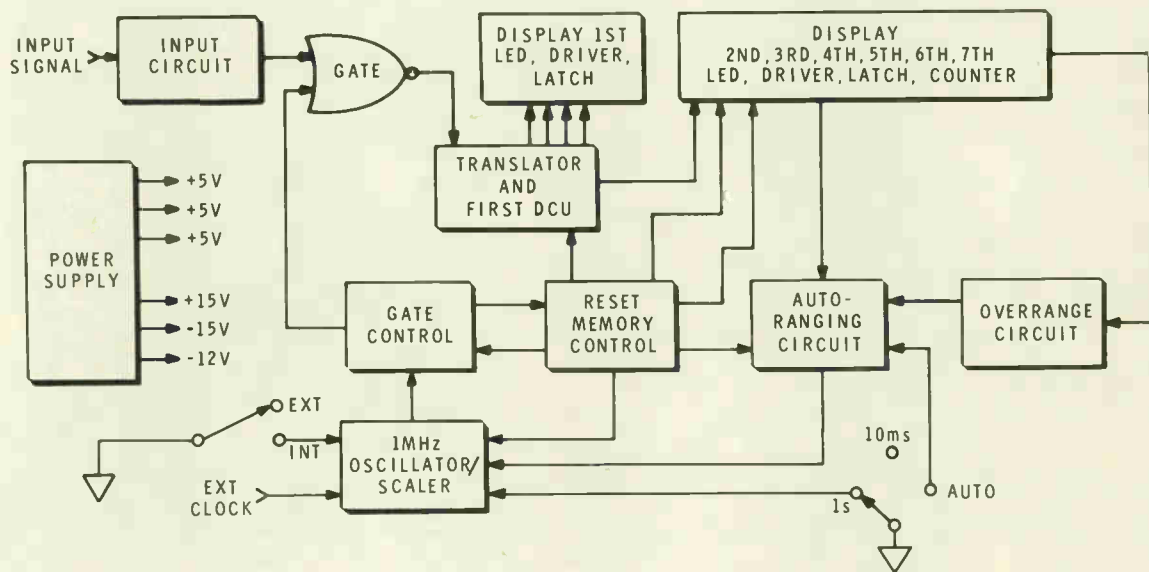 INPUT
SIGNAL
INPUT
CIRCUIT
GATE
DISPLAY 1ST
LED, DRIVER,
LATCH
DISPLAY
2ND, 3RD, 4TH, 5TH, 6TH, 7TH
LED, DRIVER, LATCH, COUNTER
TRANSLATOR
AND
FIRST DCU
POWER
SUPPLY
+5V
+5V
+5V
+15V
-15V
-12V
GATE
CONTROL
RESET
MEMORY
CONTROL
AUTO-
RANGING
CIRCUIT
OVERRANGE
CIRCUIT
EXT
INT
1MHz
OSCILLATOR/
SCALER
EXT
CLOCK
10ms
1s
AUTO